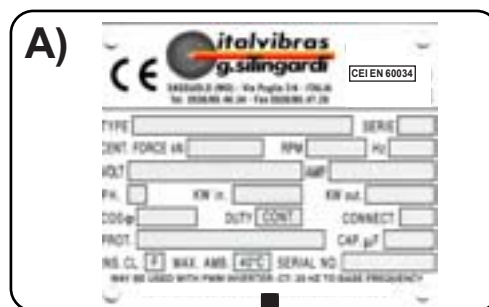 A)
italvibras
g.silingardi
CE
CEI EN 60034
SASSUOLO (MO) - Via Puglia - ITALIA
TYPE SERIE
CENT. FORCE kN RPM Hz
VOLT AMP
PH. KW in. KW out.
COSφ DUTY CONT. CONNECT
PROT. CAP. µF
INS. CL. F MAX. AMB. 40°C SERIAL NO.
MAY BE USED WITH PWM INVERTER: CT: 20 HZ TO BASE FREQUENCY